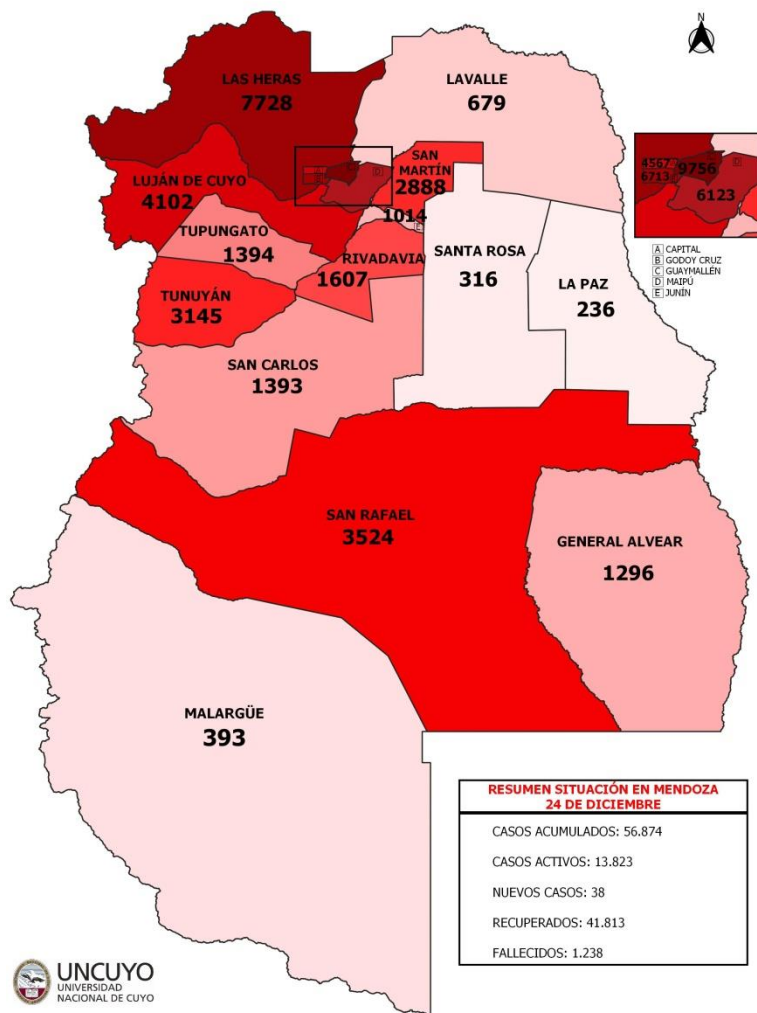 N
LAS HERAS
7728
LAVALLE
679
SAN
MARTÍN
2888
4567
6713
9756
6123
LUJÁN DE CUYO
4102
1014
TUPUNGATO
1394
RIVADAVIA
1607
SANTA ROSA
316
LA PAZ
236
A CAPITAL
B GODOY CRUZ
C GUAYMALLÉN
D MAIPÚ
E JUNÍN
TUNUYÁN
3145
SAN CARLOS
1393
SAN RAFAEL
3524
GENERAL ALVEAR
1296
MALARGÜE
393
RESUMEN SITUACIÓN EN MENDOZA
24 DE DICIEMBRE
CASOS ACUMULADOS: 56.874
CASOS ACTIVOS: 13.823
NUEVOS CASOS: 38
RECUPERADOS: 41.813
FALLECIDOS: 1.238
UNCUYO
UNIVERSIDAD
NACIONAL DE CUYO